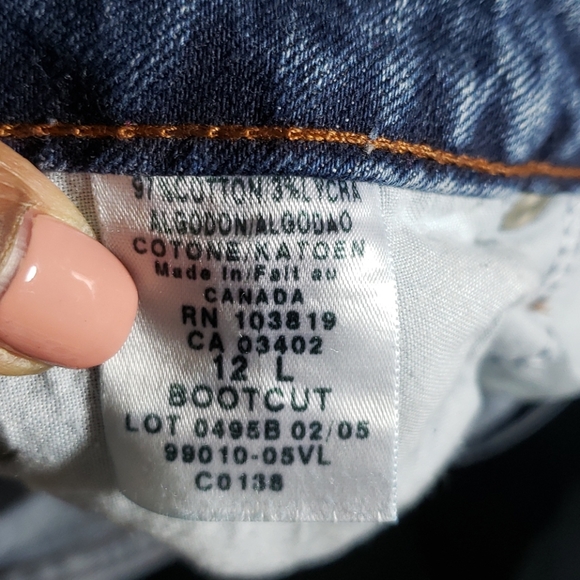 97%COTTON 3%LYCRA
ALGODON/ALGODAO
COTONE/KATOEN
Made in/Fait au
CANADA
RN 103819
CA 03402
12 L
BOOTCUT
LOT 0495B 02/05
99010-05VL
C0138